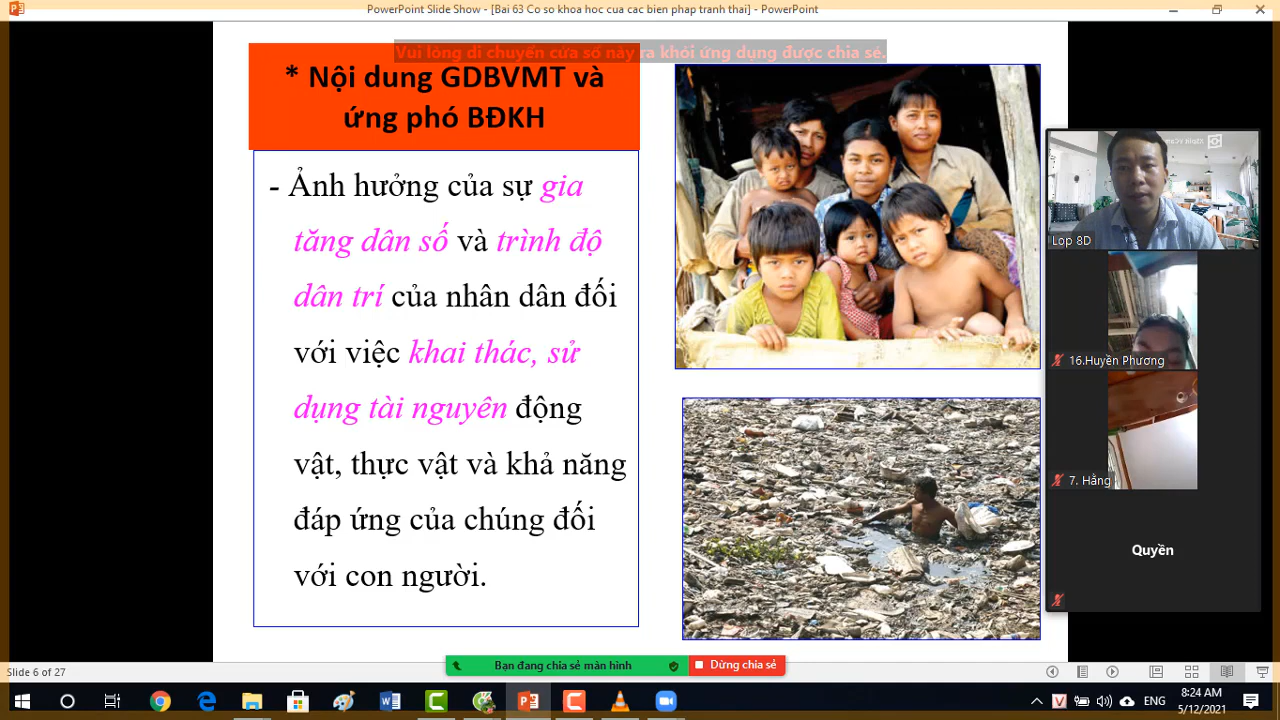 PowerPoint Slide Show - [Bai 63 Co so khoa hoc cua cac bien phap tranh thai] - PowerPoint
Vui lòng di chuyển cửa sổ này ra khỏi ứng dụng được chia sẻ.
* Nội dung GDBVMT và
ứng phó BĐKH
- Ảnh hưởng của sự gia
tăng dân số và trình độ
dân trí của nhân dân đối
với việc khai thác, sử
dụng tài nguyên động
vật, thực vật và khả năng
đáp ứng của chúng đối
với con người.
Lop 8D
16.Huyền Phương
7. Hằng
Quyền
Slide 6 of 27
Bạn đang chia sẻ màn hình
Dừng chia sẻ
ENG
8:24 AM
5/12/2021